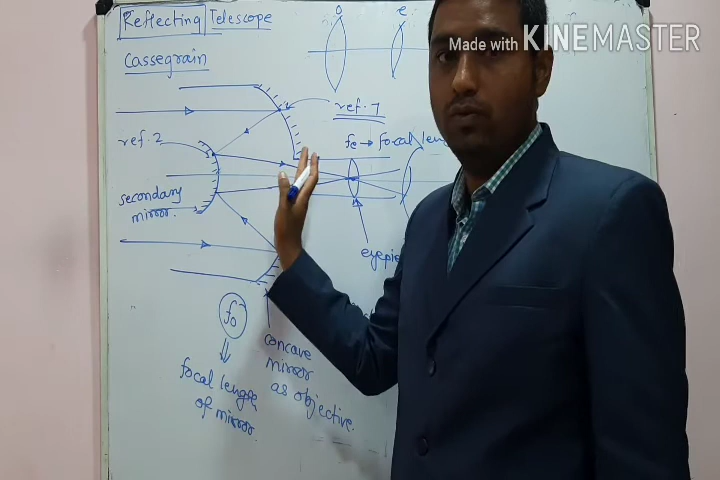 Reflecting Telescope
Cassegrain
o e
Made with KINEMASTER
ref. 1
ref. 2
fe → Focal leng
secondary
mirror.
eyepie
fo
concave
mirror
as objective.
focal length
of mirror.